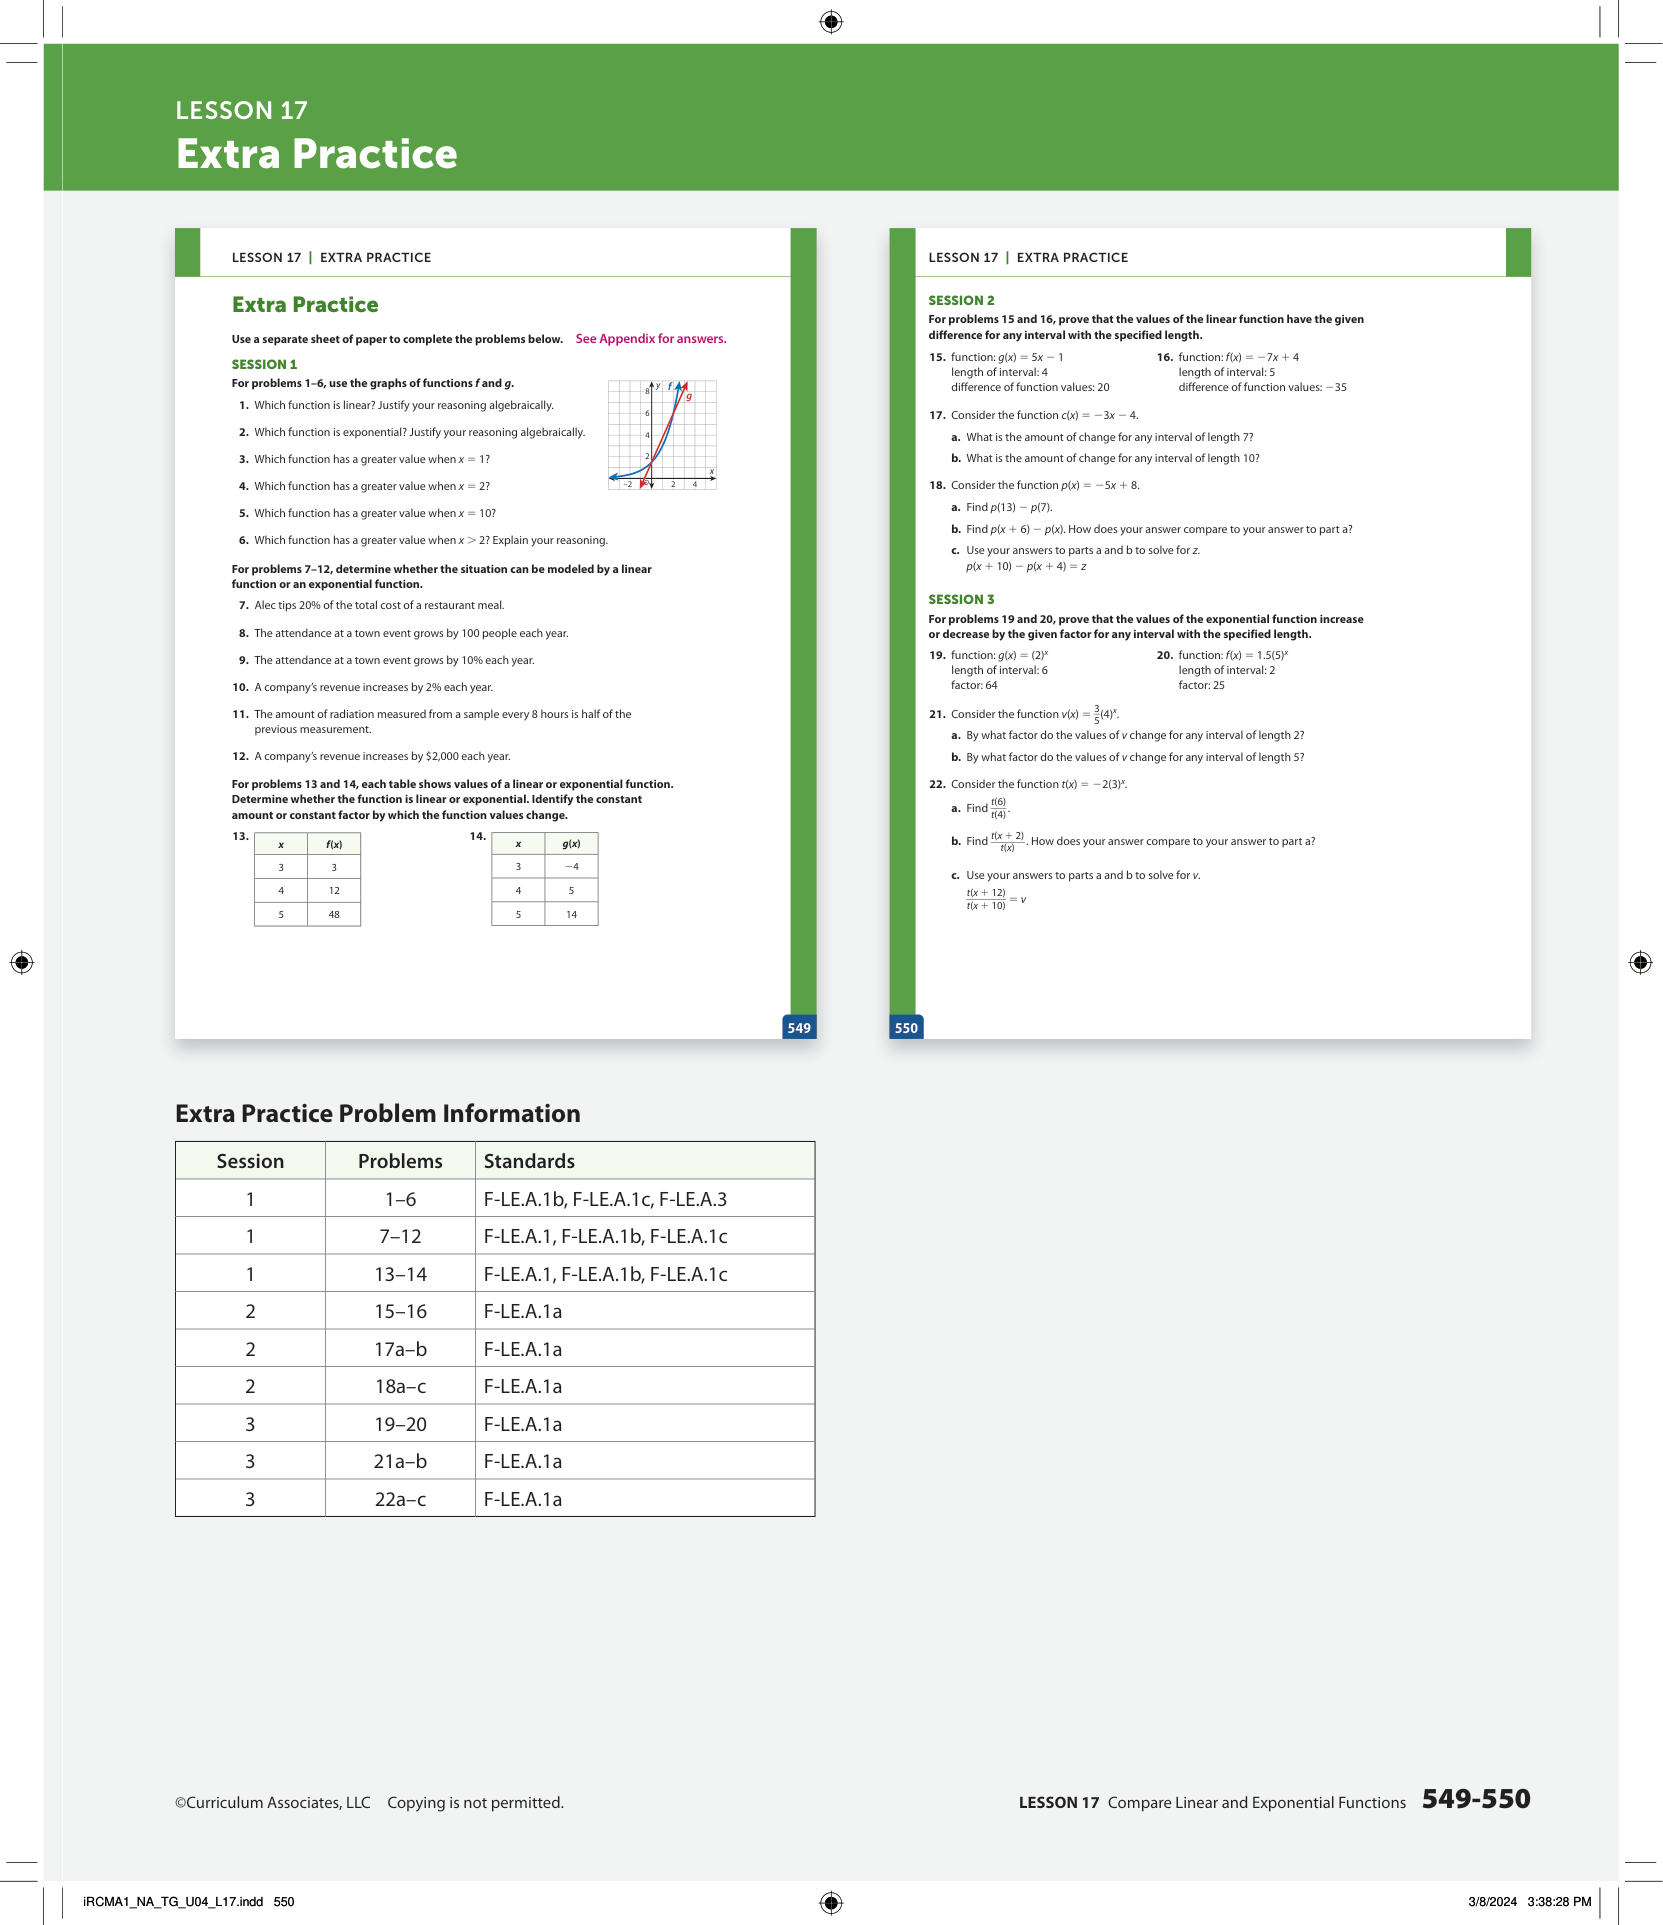 LESSON 17
Extra Practice
LESSON 17 | EXTRA PRACTICE
Extra Practice
Use a separate sheet of paper to complete the problems below. See Appendix for answers.
SESSION 1
For problems 1–6, use the graphs of functions f and g.
1. Which function is linear? Justify your reasoning algebraically.
2. Which function is exponential? Justify your reasoning algebraically.
3. Which function has a greater value when x = 1?
4. Which function has a greater value when x = 2?
5. Which function has a greater value when x = 10?
6. Which function has a greater value when x > 2? Explain your reasoning.
y f
8
g
6
4
2
x
–2 O 2 4
For problems 7–12, determine whether the situation can be modeled by a linear
function or an exponential function.
7. Alec tips 20% of the total cost of a restaurant meal.
8. The attendance at a town event grows by 100 people each year.
9. The attendance at a town event grows by 10% each year.
10. A company's revenue increases by 2% each year.
11. The amount of radiation measured from a sample every 8 hours is half of the
previous measurement.
12. A company's revenue increases by $2,000 each year.
For problems 13 and 14, each table shows values of a linear or exponential function.
Determine whether the function is linear or exponential. Identify the constant
amount or constant factor by which the function values change.
13.
x f(x)
3 3
4 12
5 48
14.
x g(x)
3 −4
4 5
5 14
549
LESSON 17 | EXTRA PRACTICE
SESSION 2
For problems 15 and 16, prove that the values of the linear function have the given
difference for any interval with the specified length.
15. function: g(x) = 5x − 1
length of interval: 4
difference of function values: 20
16. function: f(x) = −7x + 4
length of interval: 5
difference of function values: −35
17. Consider the function c(x) = −3x − 4.
a. What is the amount of change for any interval of length 7?
b. What is the amount of change for any interval of length 10?
18. Consider the function p(x) = −5x + 8.
a. Find p(13) − p(7).
b. Find p(x + 6) − p(x). How does your answer compare to your answer to part a?
c. Use your answers to parts a and b to solve for z.
p(x + 10) − p(x + 4) = z
SESSION 3
For problems 19 and 20, prove that the values of the exponential function increase
or decrease by the given factor for any interval with the specified length.
19. function: g(x) = (2)^x
length of interval: 6
factor: 64
20. function: f(x) = 1.5(5)^x
length of interval: 2
factor: 25
21. Consider the function v(x) = 3/5(4)^x.
a. By what factor do the values of v change for any interval of length 2?
b. By what factor do the values of v change for any interval of length 5?
22. Consider the function t(x) = −2(3)^x.
a. Find t(6)/t(4).
b. Find t(x + 2)/t(x). How does your answer compare to your answer to part a?
c. Use your answers to parts a and b to solve for v.
t(x + 12)/t(x + 10) = v
550
Extra Practice Problem Information
Session Problems Standards
1 1–6 F-LE.A.1b, F-LE.A.1c, F-LE.A.3
1 7–12 F-LE.A.1, F-LE.A.1b, F-LE.A.1c
1 13–14 F-LE.A.1, F-LE.A.1b, F-LE.A.1c
2 15–16 F-LE.A.1a
2 17a–b F-LE.A.1a
2 18a–c F-LE.A.1a
3 19–20 F-LE.A.1a
3 21a–b F-LE.A.1a
3 22a–c F-LE.A.1a
©Curriculum Associates, LLC Copying is not permitted.
LESSON 17 Compare Linear and Exponential Functions 549-550
iRCMA1_NA_TG_U04_L17.indd 550
3/8/2024 3:38:28 PM